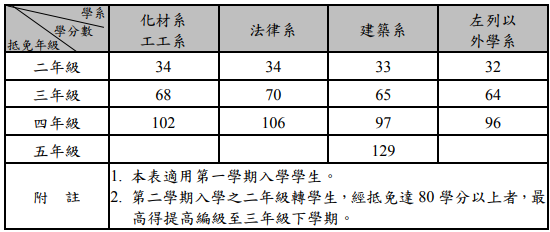 學系
學分數
抵免年級
化材系
工工系
法律系
建築系
左列以
外學系
二年級 34 34 33 32
三年級 68 70 65 64
四年級 102 106 97 96
五年級 129
附 註
1. 本表適用第一學期入學學生。
2. 第二學期入學之二年級轉學生，經抵免達 80 學分以上者，最
高得提高編級至三年級下學期。